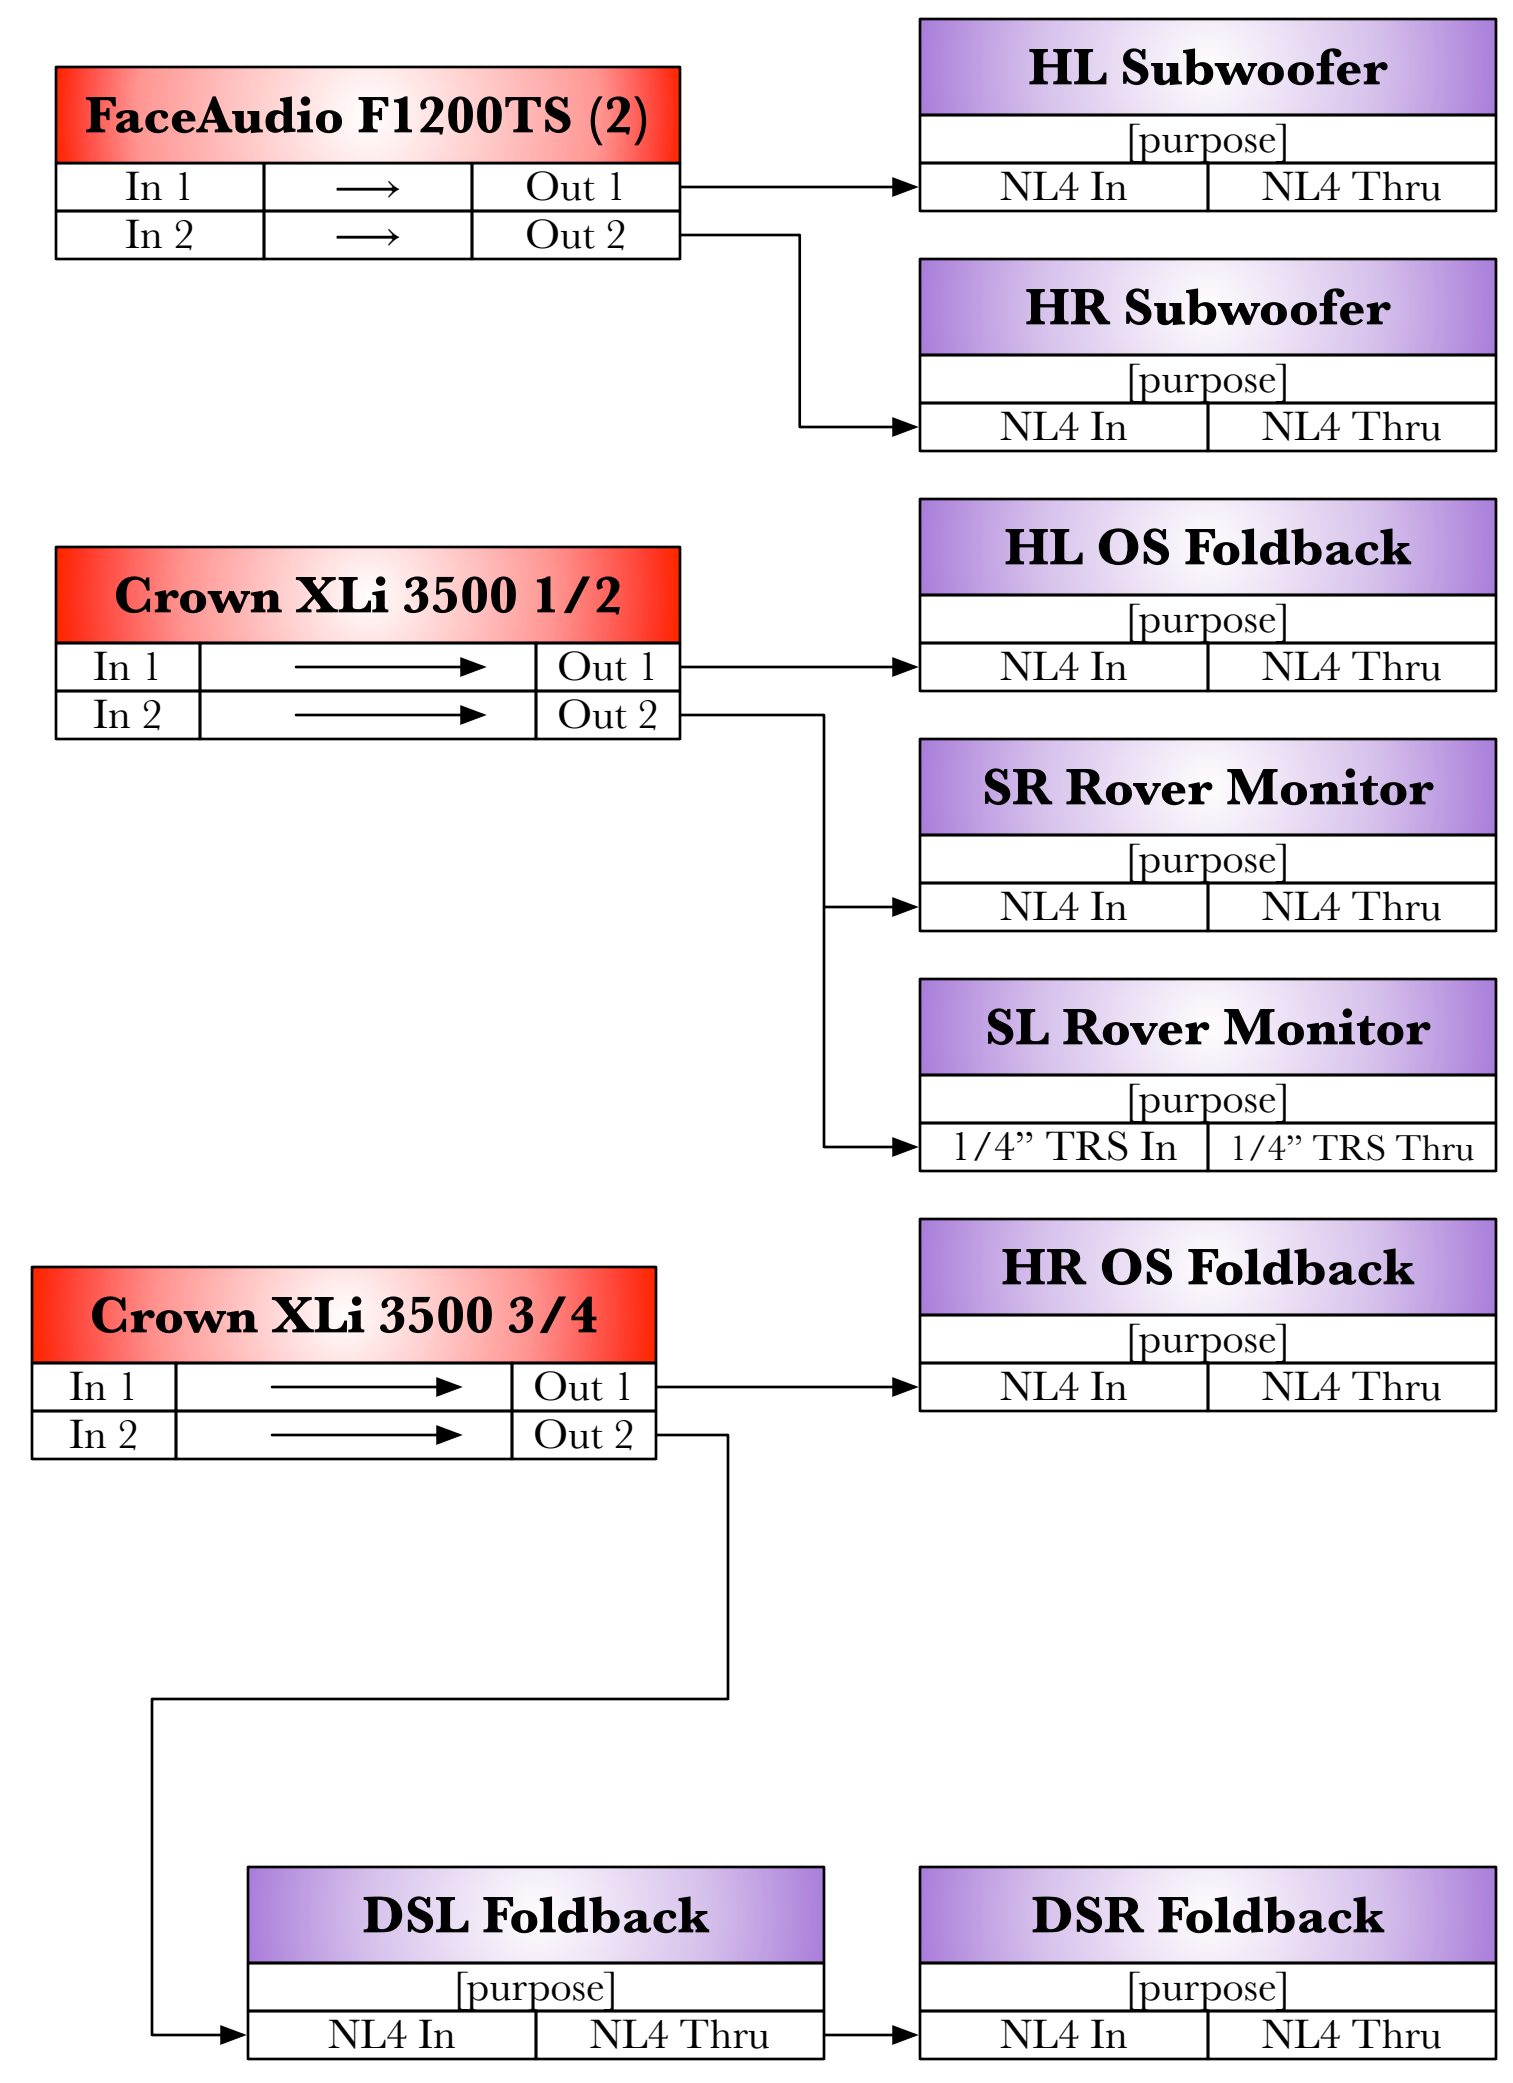 HL Subwoofer
[purpose]
NL4 In NL4 Thru
FaceAudio F1200TS (2)
In 1 → Out 1
In 2 → Out 2
HR Subwoofer
[purpose]
NL4 In NL4 Thru
HL OS Foldback
[purpose]
NL4 In NL4 Thru
Crown XLi 3500 1/2
In 1 Out 1
In 2 Out 2
SR Rover Monitor
[purpose]
NL4 In NL4 Thru
SL Rover Monitor
[purpose]
1/4” TRS In 1/4” TRS Thru
HR OS Foldback
[purpose]
NL4 In NL4 Thru
Crown XLi 3500 3/4
In 1 Out 1
In 2 Out 2
DSL Foldback
[purpose]
NL4 In NL4 Thru
DSR Foldback
[purpose]
NL4 In NL4 Thru